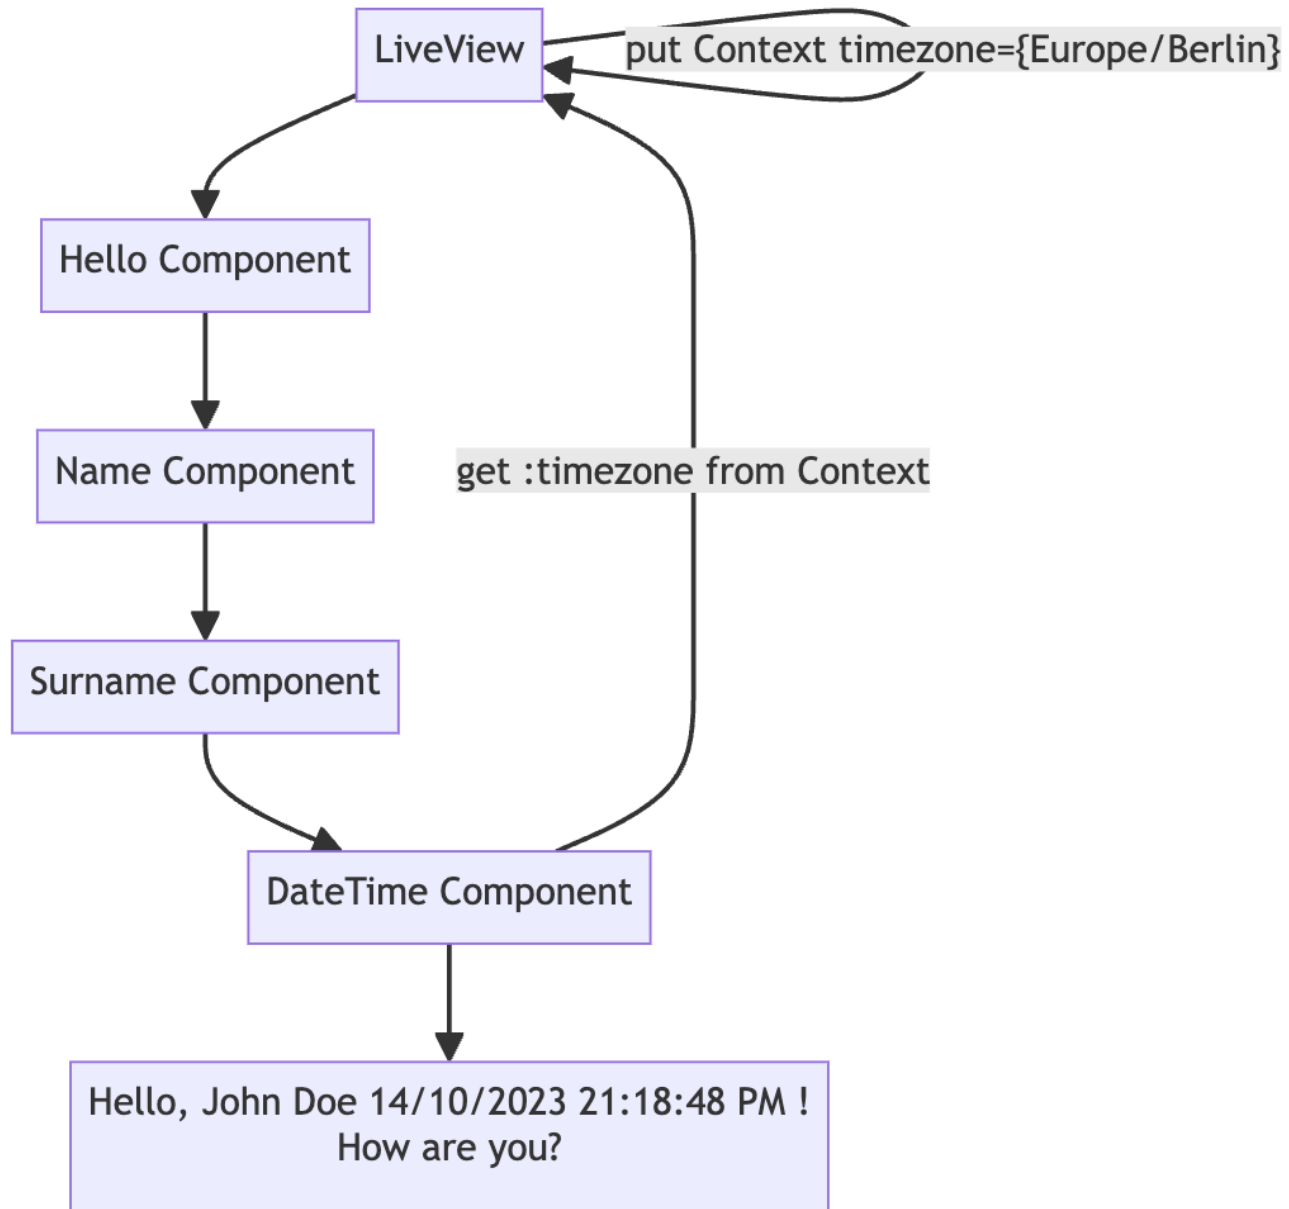 LiveView
put Context timezone={Europe/Berlin}
Hello Component
Name Component
get :timezone from Context
Surname Component
DateTime Component
Hello, John Doe 14/10/2023 21:18:48 PM !
How are you?